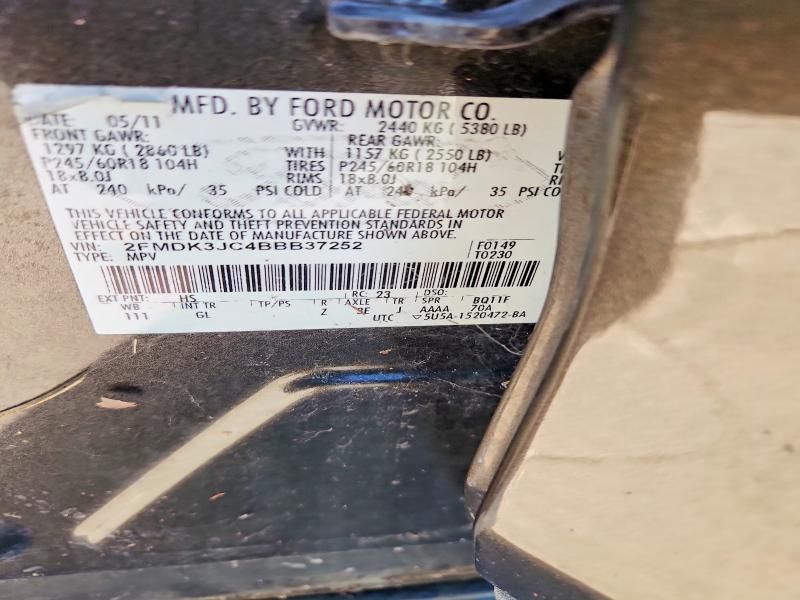 MFD. BY FORD MOTOR CO.
DATE: 05/11 GVWR: 2440 KG ( 5380 LB)
FRONT GAWR: REAR GAWR:
1297 KG ( 2860 LB) WITH 1157 KG ( 2550 LB)
P245/60R18 104H TIRES P245/60R18 104H
18x8.0J RIMS 18x8.0J
AT 240 kPa/ 35 PSI COLD AT 240 kPa/ 35 PSI CO
THIS VEHICLE CONFORMS TO ALL APPLICABLE FEDERAL MOTOR
VEHICLE SAFETY AND THEFT PREVENTION STANDARDS IN
EFFECT ON THE DATE OF MANUFACTURE SHOWN ABOVE.
VIN: 2FMDK3JC4BBB37252 F0149
TYPE: MPV T0230
EXT PNT: HS RC: 23 DSO:
WB INT TR TP/PS R AXLE TR SPR BQT1F
111 GL Z 3E J AAAA 70A
UTC 5U5A-1520472-BA